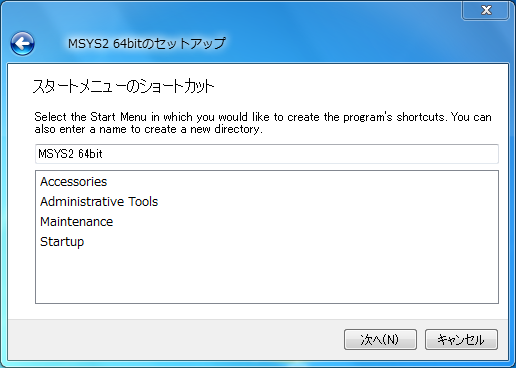 MSYS2 64bitのセットアップ
スタートメニューのショートカット
Select the Start Menu in which you would like to create the program's shortcuts. You can
also enter a name to create a new directory.
MSYS2 64bit
Accessories
Administrative Tools
Maintenance
Startup
次へ(N)
キャンセル